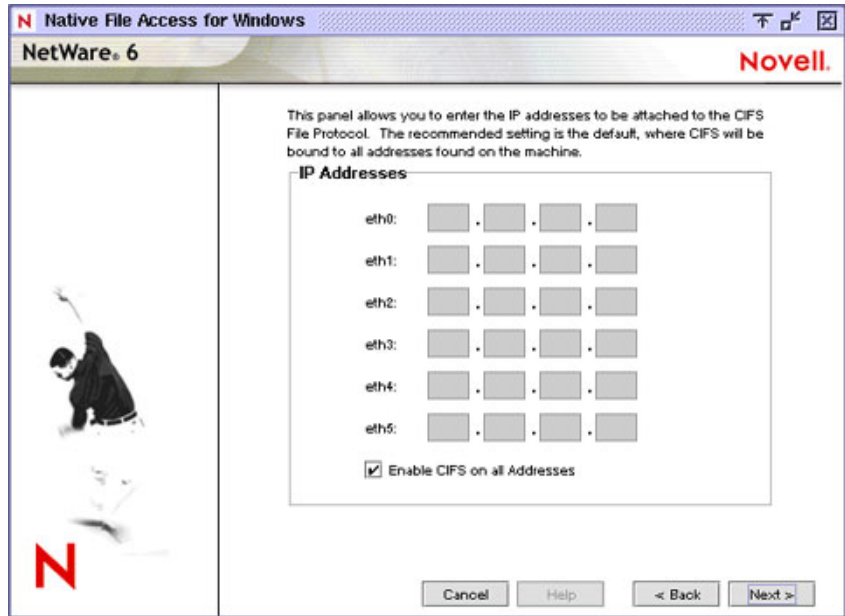 N Native File Access for Windows
NetWare® 6
Novell.
This panel allows you to enter the IP addresses to be attached to the CIFS
File Protocol. The recommended setting is the default, where CIFS will be
bound to all addresses found on the machine.
IP Addresses
eth0: . . .
eth1: . . .
eth2: . . .
eth3: . . .
eth4: . . .
eth5: . . .
Enable CIFS on all Addresses
N
Cancel Help < Back Next >